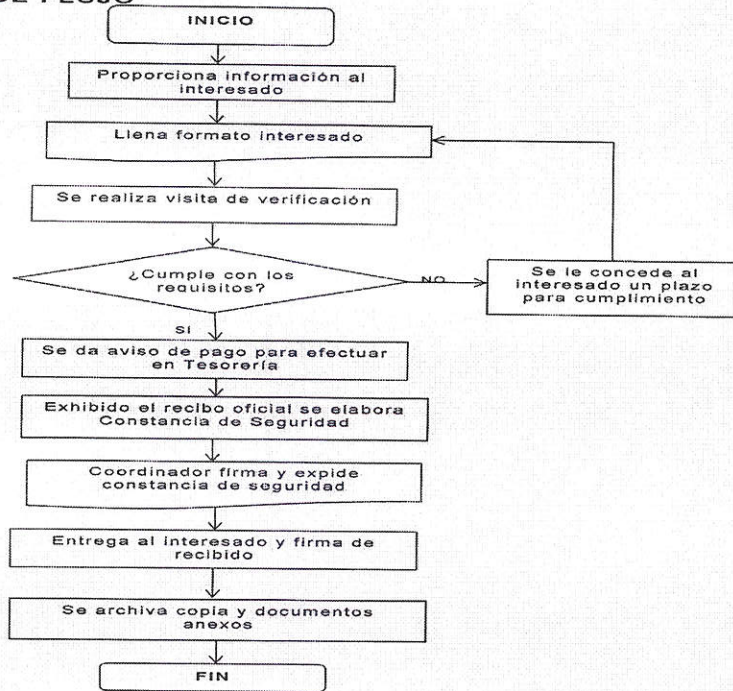 INICIO
Proporciona información al
interesado
Llena formato interesado
Se realiza visita de verificación
¿Cumple con los
requisitos?
NO
Se le concede al
interesado un plazo
para cumplimiento
SÍ
Se da aviso de pago para efectuar
en Tesorería
Exhibido el recibo oficial se elabora
Constancia de Seguridad
Coordinador firma y expide
constancia de seguridad
Entrega al interesado y firma de
recibido
Se archiva copia y documentos
anexos
FIN